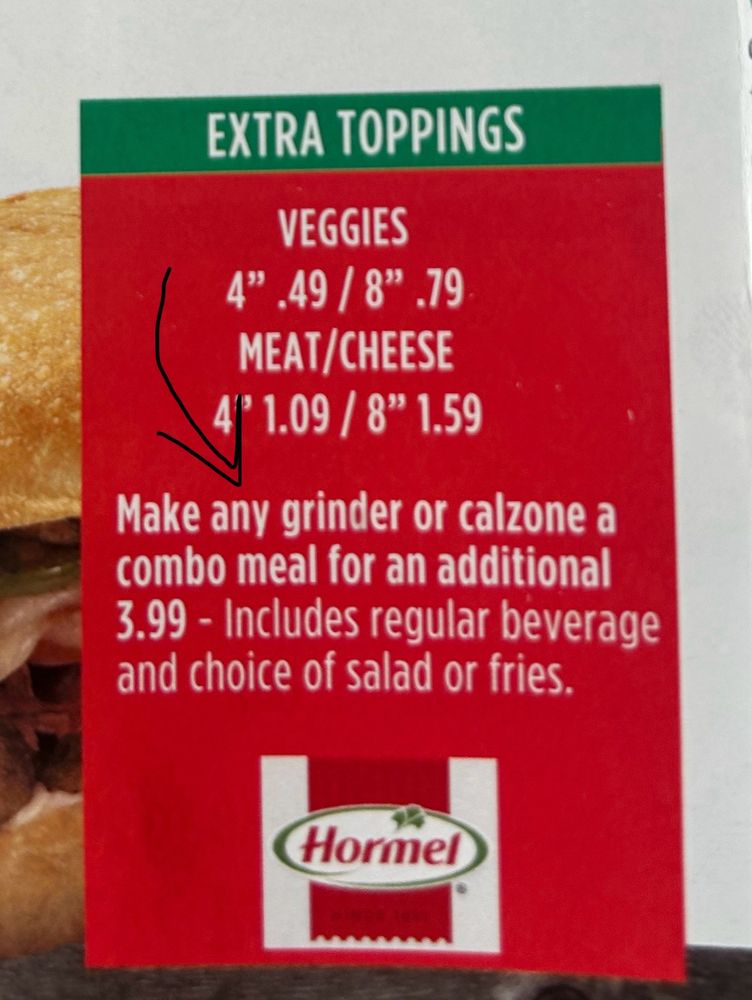 EXTRA TOPPINGS
VEGGIES
4” .49 / 8” .79
MEAT/CHEESE
4” 1.09 / 8” 1.59
Make any grinder or calzone a
combo meal for an additional
3.99 - Includes regular beverage
and choice of salad or fries.
Hormel
®